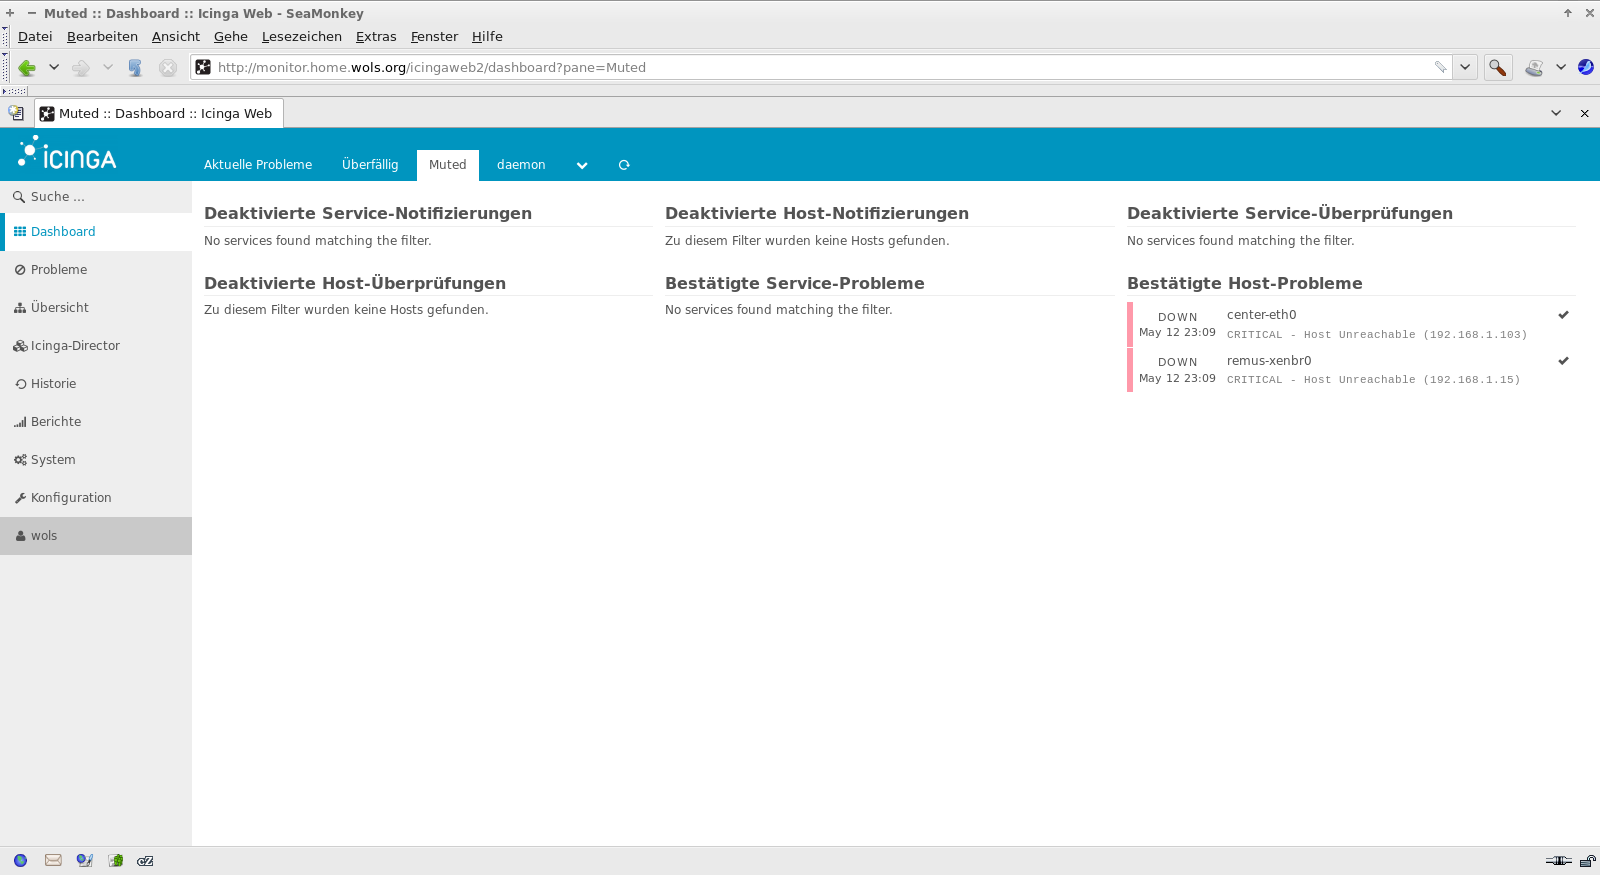 Muted :: Dashboard :: Icinga Web - SeaMonkey
Datei Bearbeiten Ansicht Gehe Lesezeichen Extras Fenster Hilfe
http://monitor.home.wols.org/icingaweb2/dashboard?pane=Muted
Muted :: Dashboard :: Icinga Web
ICINGA
Aktuelle Probleme Überfällig Muted daemon
Suche ...
Dashboard
Probleme
Übersicht
Icinga-Director
Historie
Berichte
System
Konfiguration
wols
Deaktivierte Service-Notifizierungen
No services found matching the filter.
Deaktivierte Host-Notifizierungen
Zu diesem Filter wurden keine Hosts gefunden.
Deaktivierte Service-Überprüfungen
No services found matching the filter.
Deaktivierte Host-Überprüfungen
Zu diesem Filter wurden keine Hosts gefunden.
Bestätigte Service-Probleme
No services found matching the filter.
Bestätigte Host-Probleme
DOWN center-eth0
May 12 23:09 CRITICAL - Host Unreachable (192.168.1.103)
DOWN remus-xenbr0
May 12 23:09 CRITICAL - Host Unreachable (192.168.1.15)
cZ